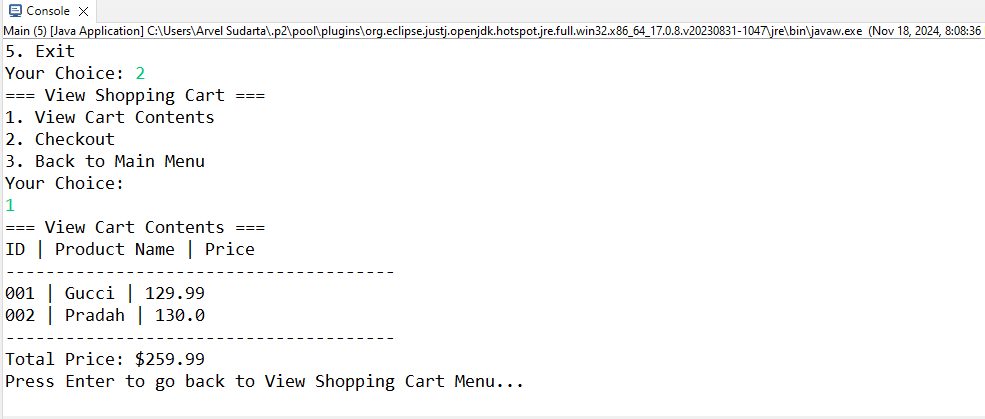 Console
Main (5) [Java Application] C:\Users\Arvel Sudarta\.p2\pool\plugins\org.eclipse.justj.openjdk.hotspot.jre.full.win32.x86_64_17.0.8.v20230831-1047\jre\bin\javaw.exe (Nov 18, 2024, 8:08:36
5. Exit
Your Choice: 2
=== View Shopping Cart ===
1. View Cart Contents
2. Checkout
3. Back to Main Menu
Your Choice:
1
=== View Cart Contents ===
ID | Product Name | Price
---------------------------------------
001 | Gucci | 129.99
002 | Pradah | 130.0
---------------------------------------
Total Price: $259.99
Press Enter to go back to View Shopping Cart Menu...